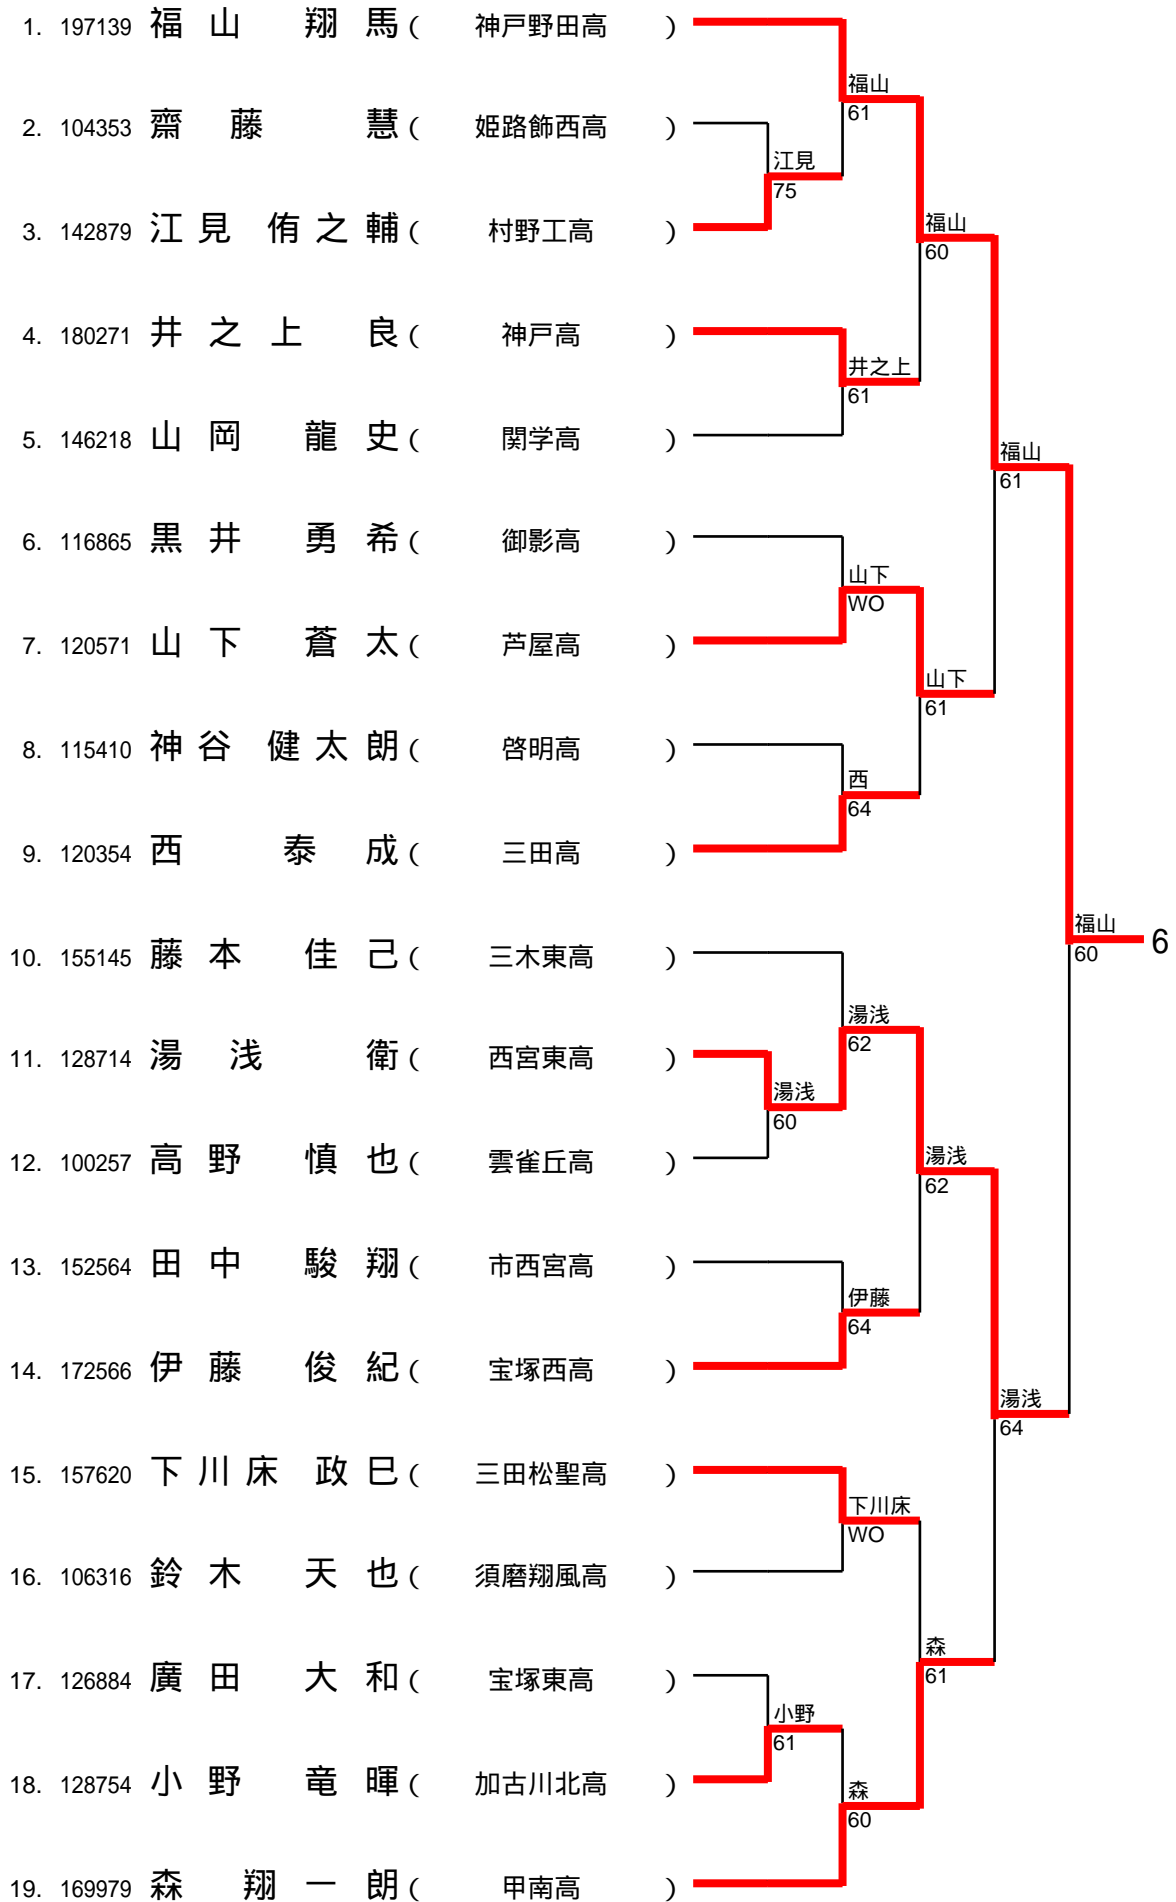 1. 197139 福山 翔馬 ( 神戸野田高 )
福山
61
2. 104353 齋藤 慧 ( 姫路飾西高 )
江見
75
3. 142879 江見 侑之輔 ( 村野工高 )
福山
60
4. 180271 井之上 良 ( 神戸高 )
井之上
61
5. 146218 山岡 龍史 ( 関学高 )
福山
61
6. 116865 黒井 勇希 ( 御影高 )
山下
WO
7. 120571 山下 蒼太 ( 芦屋高 )
山下
61
8. 115410 神谷 健太朗 ( 啓明高 )
西
64
9. 120354 西 泰成 ( 三田高 )
福山
60
6
10. 155145 藤本 佳己 ( 三木東高 )
湯浅
62
11. 128714 湯浅 衛 ( 西宮東高 )
湯浅
60
12. 100257 高野 慎也 ( 雲雀丘高 )
湯浅
62
13. 152564 田中 駿翔 ( 市西宮高 )
伊藤
64
14. 172566 伊藤 俊紀 ( 宝塚西高 )
湯浅
64
15. 157620 下川床 政巳 ( 三田松聖高 )
下川床
WO
16. 106316 鈴木 天也 ( 須磨翔風高 )
森
61
17. 126884 廣田 大和 ( 宝塚東高 )
小野
61
18. 128754 小野 竜暉 ( 加古川北高 )
森
60
19. 169979 森 翔一朗 ( 甲南高 )